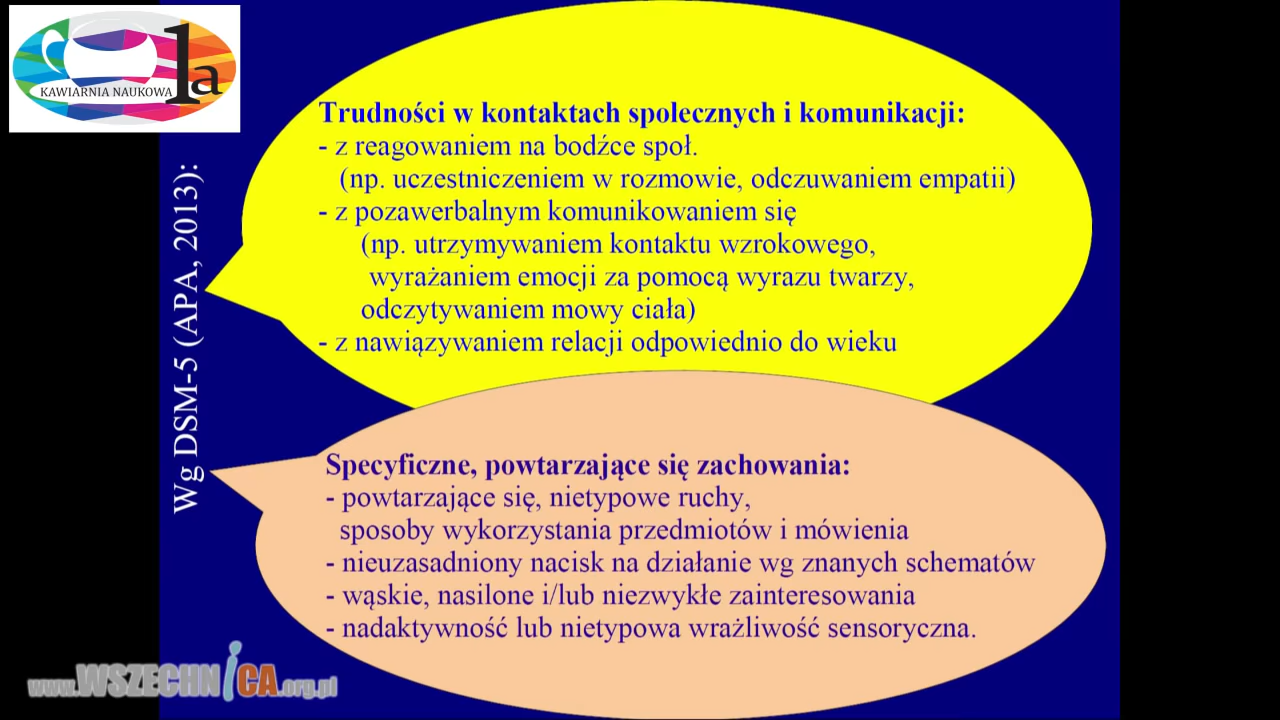 KAWIARNIA NAUKOWA 1a
Wg DSM-5 (APA, 2013):
Trudności w kontaktach społecznych i komunikacji:
- z reagowaniem na bodźce społ.
(np. uczestniczeniem w rozmowie, odczuwaniem empatii)
- z pozawerbalnym komunikowaniem się
(np. utrzymywaniem kontaktu wzrokowego,
wyrażaniem emocji za pomocą wyrazu twarzy,
odczytywaniem mowy ciała)
- z nawiązywaniem relacji odpowiednio do wieku
Specyficzne, powtarzające się zachowania:
- powtarzające się, nietypowe ruchy,
sposoby wykorzystania przedmiotów i mówienia
- nieuzasadniony nacisk na działanie wg znanych schematów
- wąskie, nasilone i/lub niezwykłe zainteresowania
- nadaktywność lub nietypowa wrażliwość sensoryczna.
www.WSZECHNICA.org.pl